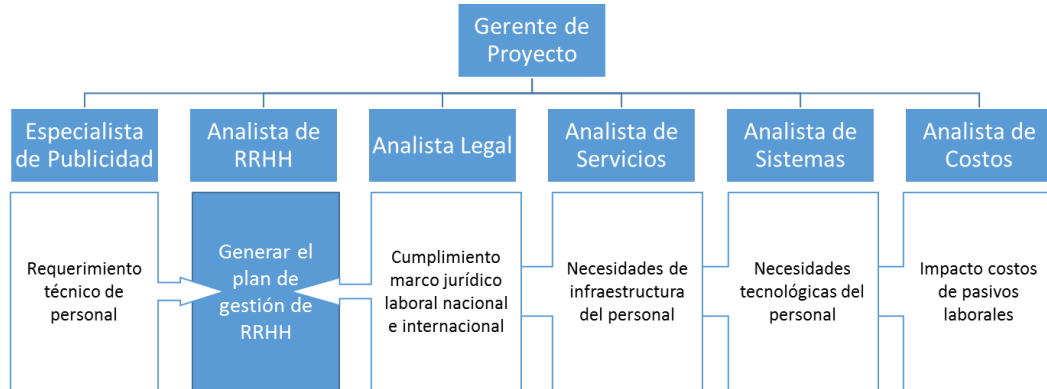 Gerente de
Proyecto
Especialista
de Publicidad
Analista de
RRHH
Analista Legal
Analista de
Servicios
Analista de
Sistemas
Analista de
Costos
Requerimiento
técnico de
personal
Generar el
plan de
gestión de
RRHH
Cumplimiento
marco jurídico
laboral nacional
e internacional
Necesidades de
infraestructura
del personal
Necesidades
tecnológicas del
personal
Impacto costos
de pasivos
laborales